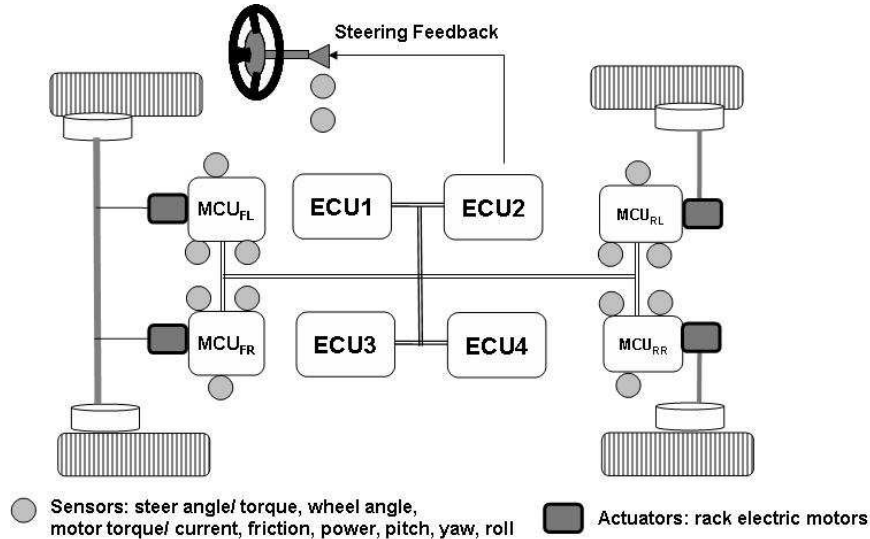 Steering Feedback
MCUFL
ECU1
ECU2
MCURL
MCUFR
ECU3
ECU4
MCURR
Sensors: steer angle/ torque, wheel angle,
motor torque/ current, friction, power, pitch, yaw, roll
Actuators: rack electric motors